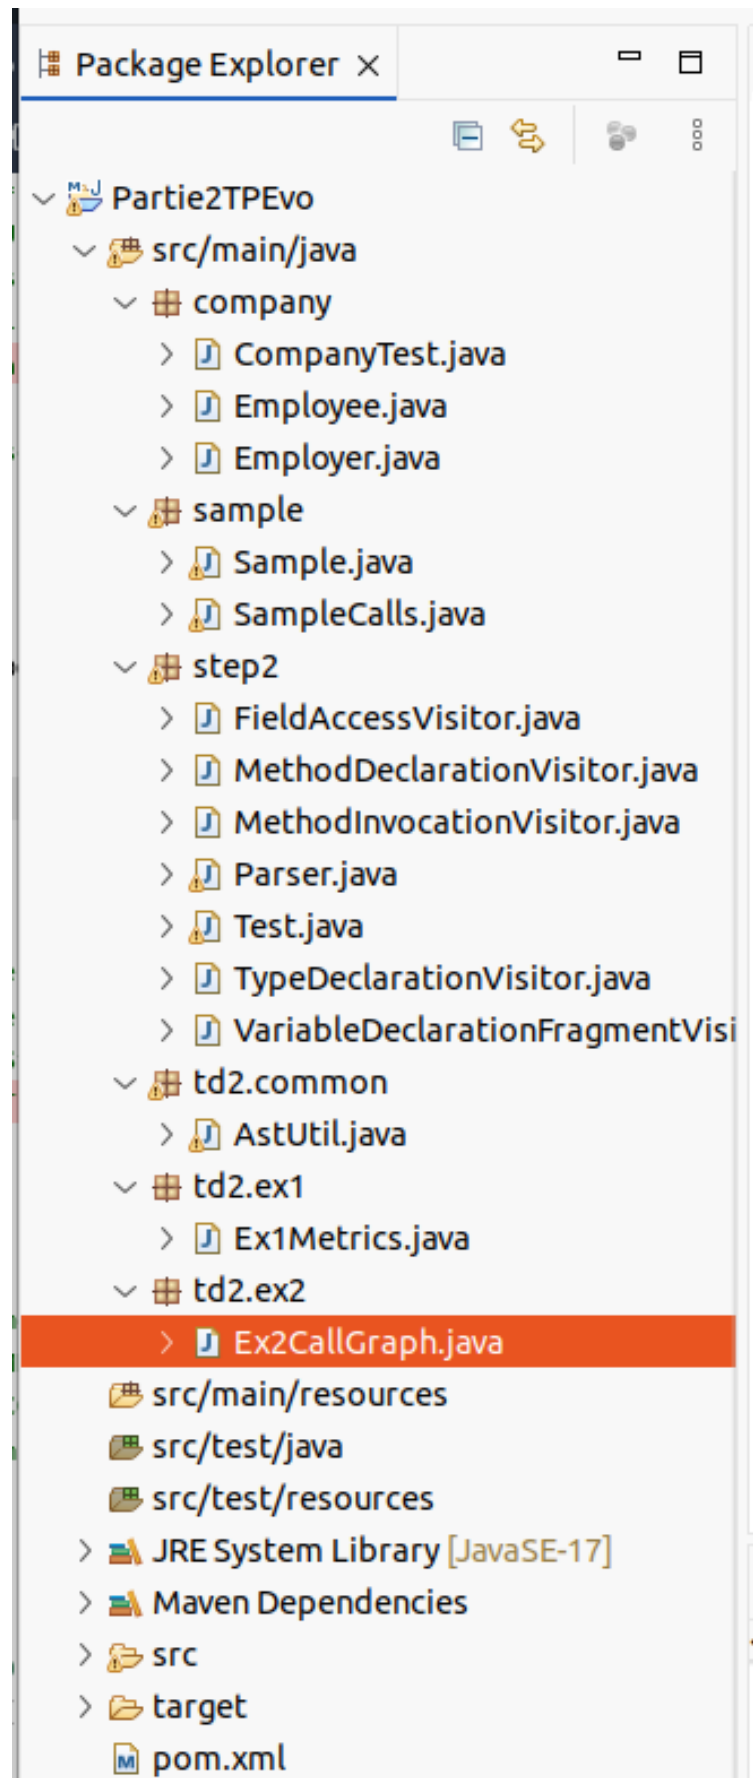 Package Explorer
Partie2TPEvo
src/main/java
company
CompanyTest.java
Employee.java
Employer.java
sample
Sample.java
SampleCalls.java
step2
FieldAccessVisitor.java
MethodDeclarationVisitor.java
MethodInvocationVisitor.java
Parser.java
Test.java
TypeDeclarationVisitor.java
VariableDeclarationFragmentVisi
td2.common
AstUtil.java
td2.ex1
Ex1Metrics.java
td2.ex2
Ex2CallGraph.java
src/main/resources
src/test/java
src/test/resources
JRE System Library [JavaSE-17]
Maven Dependencies
src
target
pom.xml